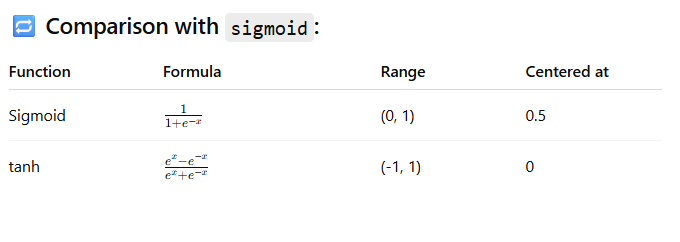 🔁 Comparison with sigmoid:
Function Formula Range Centered at
Sigmoid \frac{1}{1+e^{-x}} (0, 1) 0.5
tanh \frac{e^x-e^{-x}}{e^x+e^{-x}} (-1, 1) 0